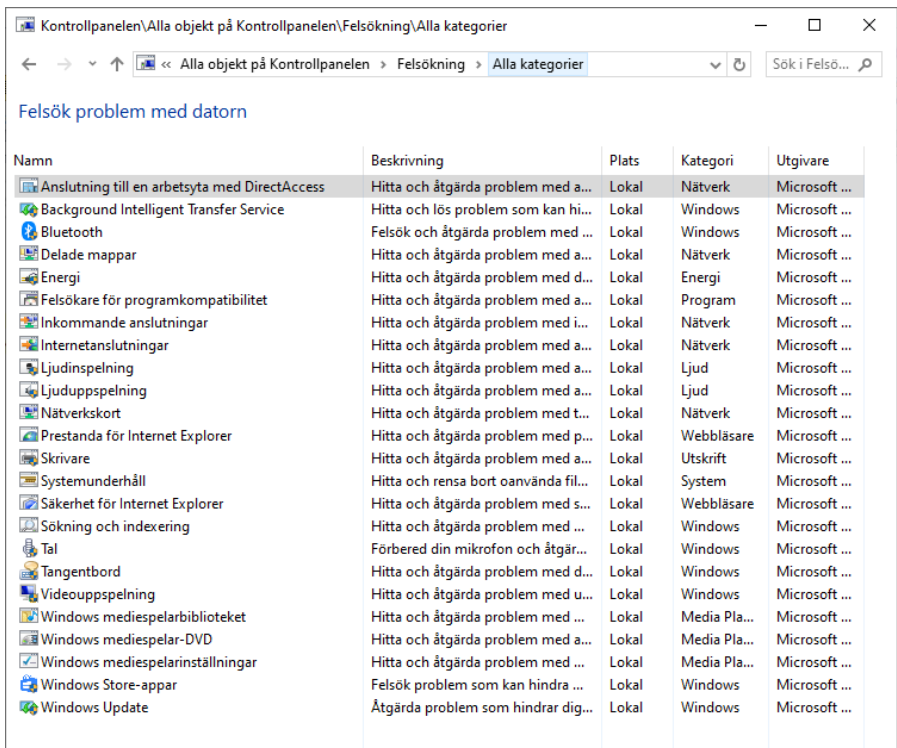 Kontrollpanelen\Alla objekt på Kontrollpanelen\Felsökning\Alla kategorier
« Alla objekt på Kontrollpanelen > Felsökning > Alla kategorier Sök i Felsö...
Felsök problem med datorn
Namn Beskrivning Plats Kategori Utgivare
Anslutning till en arbetsyta med DirectAccess Hitta och åtgärda problem med a... Lokal Nätverk Microsoft ...
Background Intelligent Transfer Service Hitta och lös problem som kan hi... Lokal Windows Microsoft ...
Bluetooth Felsök och åtgärda problem med ... Lokal Windows Microsoft ...
Delade mappar Hitta och åtgärda problem med a... Lokal Nätverk Microsoft ...
Energi Hitta och åtgärda problem med d... Lokal Energi Microsoft ...
Felsökare för programkompatibilitet Hitta och åtgärda problem med a... Lokal Program Microsoft ...
Inkommande anslutningar Hitta och åtgärda problem med i... Lokal Nätverk Microsoft ...
Internetanslutningar Hitta och åtgärda problem med a... Lokal Nätverk Microsoft ...
Ljudinspelning Hitta och åtgärda problem med a... Lokal Ljud Microsoft ...
Ljuduppspelning Hitta och åtgärda problem med a... Lokal Ljud Microsoft ...
Nätverkskort Hitta och åtgärda problem med t... Lokal Nätverk Microsoft ...
Prestanda för Internet Explorer Hitta och åtgärda problem med p... Lokal Webbläsare Microsoft ...
Skrivare Hitta och åtgärda problem med a... Lokal Utskrift Microsoft ...
Systemunderhåll Hitta och rensa bort oanvända fil... Lokal System Microsoft ...
Säkerhet för Internet Explorer Hitta och åtgärda problem med s... Lokal Webbläsare Microsoft ...
Sökning och indexering Hitta och åtgärda problem med ... Lokal Windows Microsoft ...
Tal Förbered din mikrofon och åtgär... Lokal Windows Microsoft ...
Tangentbord Hitta och åtgärda problem med d... Lokal Windows Microsoft ...
Videouppspelning Hitta och åtgärda problem med u... Lokal Windows Microsoft ...
Windows mediespelarbiblioteket Hitta och åtgärda problem med ... Lokal Media Pla... Microsoft ...
Windows mediespelar-DVD Hitta och åtgärda problem med a... Lokal Media Pla... Microsoft ...
Windows mediespelarinställningar Hitta och åtgärda problem med ... Lokal Media Pla... Microsoft ...
Windows Store-appar Felsök problem som kan hindra ... Lokal Windows Microsoft ...
Windows Update Åtgärda problem som hindrar dig... Lokal Windows Microsoft ...